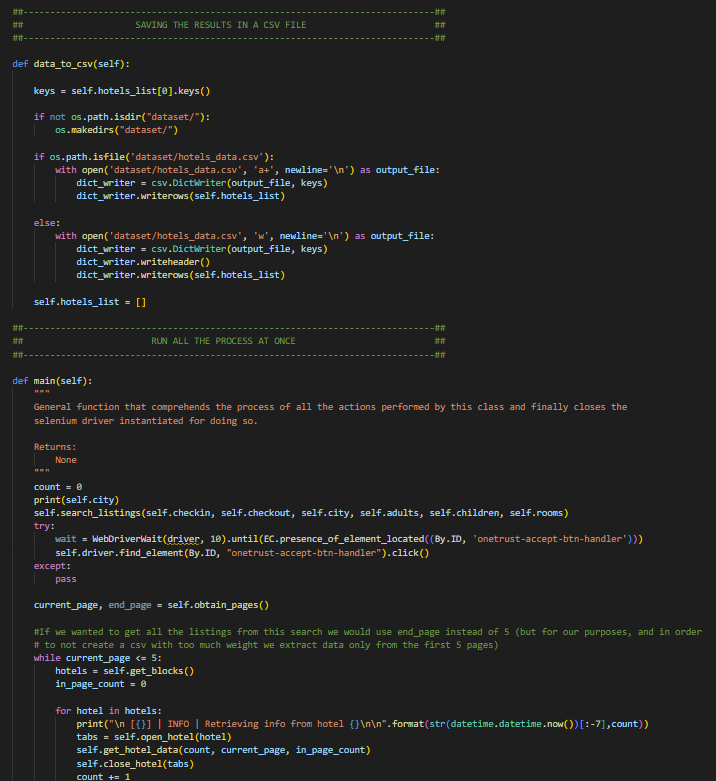 ##-----------------------------------------------------------------------------##
##                     SAVING THE RESULTS IN A CSV FILE                        ##
##-----------------------------------------------------------------------------##
def data_to_csv(self):
    keys = self.hotels_list[0].keys()
    if not os.path.isdir("dataset/"):
        os.makedirs("dataset/")
    if os.path.isfile('dataset/hotels_data.csv'):
        with open('dataset/hotels_data.csv', 'a+', newline='\n') as output_file:
            dict_writer = csv.DictWriter(output_file, keys)
            dict_writer.writerows(self.hotels_list)
    else:
        with open('dataset/hotels_data.csv', 'w', newline='\n') as output_file:
            dict_writer = csv.DictWriter(output_file, keys)
            dict_writer.writeheader()
            dict_writer.writerows(self.hotels_list)
    self.hotels_list = []
##-----------------------------------------------------------------------------##
##                        RUN ALL THE PROCESS AT ONCE                          ##
##-----------------------------------------------------------------------------##
def main(self):
    """
    General function that comprehends the process of all the actions performed by this class and finally closes the
    selenium driver instantiated for doing so.
    Returns:
        None
    """
    count = 0
    print(self.city)
    self.search_listings(self.checkin, self.checkout, self.city, self.adults, self.children, self.rooms)
    try:
        wait = WebDriverWait(driver, 10).until(EC.presence_of_element_located((By.ID, 'onetrust-accept-btn-handler')))
        self.driver.find_element(By.ID, "onetrust-accept-btn-handler").click()
    except:
        pass
    current_page, end_page = self.obtain_pages()
    #If we wanted to get all the listings from this search we would use end_page instead of 5 (but for our purposes, and in order
    # to not create a csv with too much weight we extract data only from the first 5 pages)
    while current_page <= 5:
        hotels = self.get_blocks()
        in_page_count = 0
        for hotel in hotels:
            print("\n [{}] | INFO | Retrieving info from hotel {}\n\n".format(str(datetime.datetime.now())[:-7],count))
            tabs = self.open_hotel(hotel)
            self.get_hotel_data(count, current_page, in_page_count)
            self.close_hotel(tabs)
            count += 1